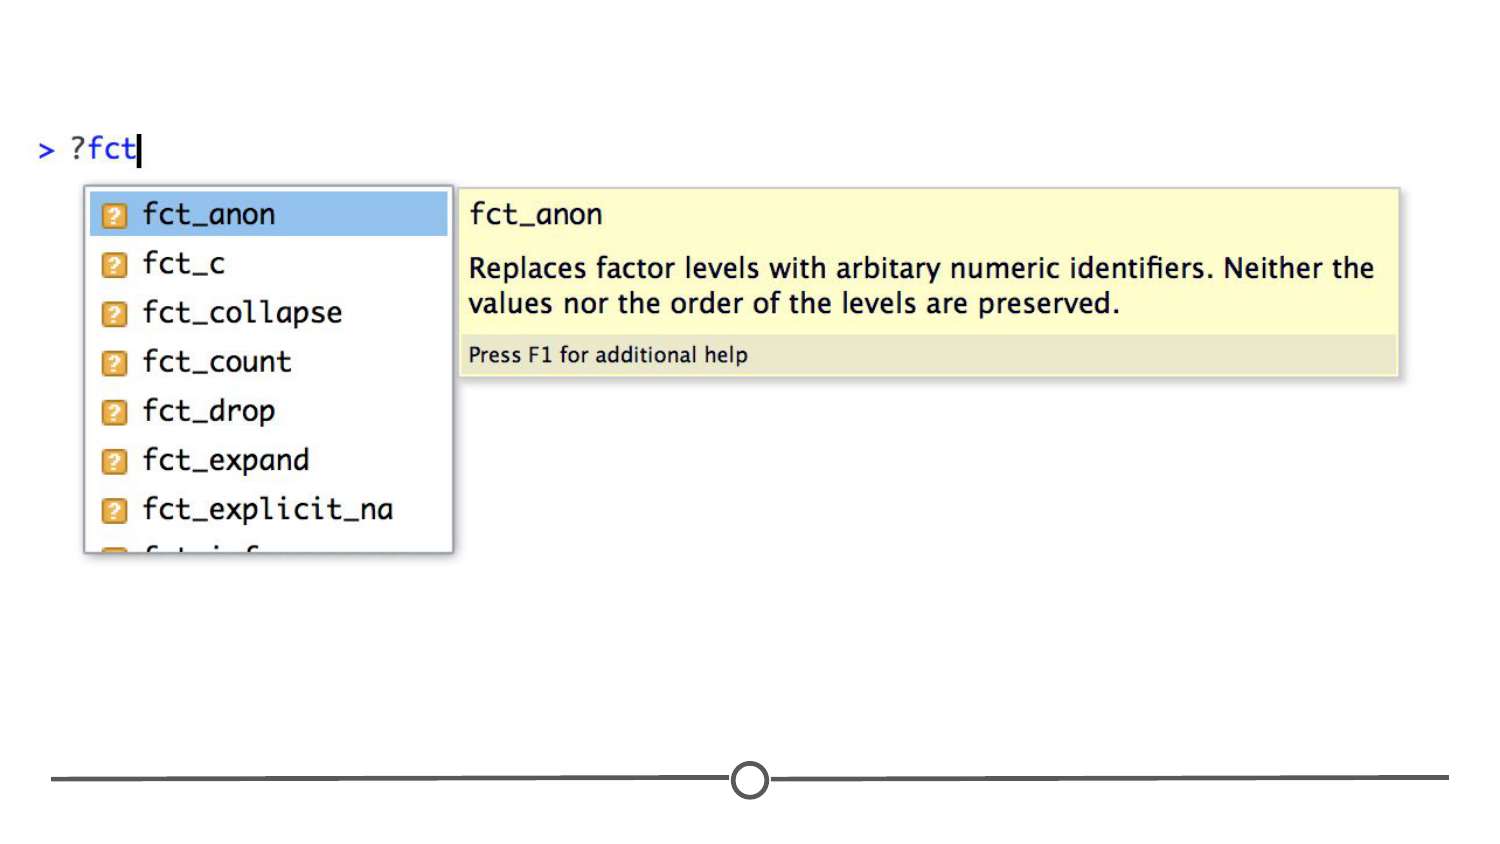 > ?fct
fct_anon
fct_c
fct_collapse
fct_count
fct_drop
fct_expand
fct_explicit_na
fct_anon
Replaces factor levels with arbitary numeric identifiers. Neither the
values nor the order of the levels are preserved.
Press F1 for additional help